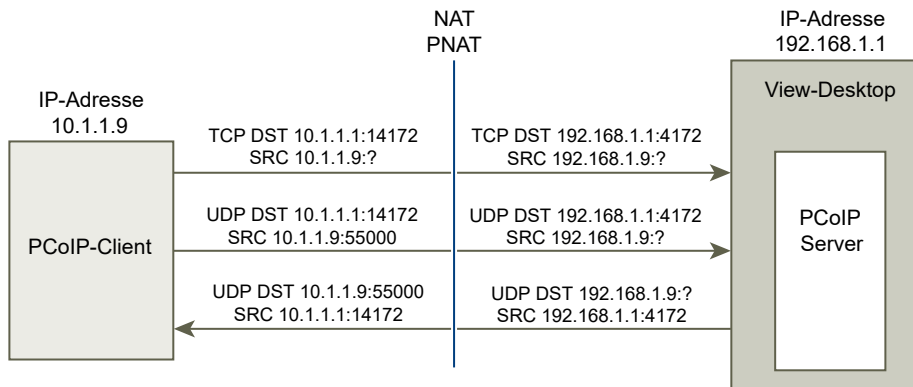 NAT
PNAT
IP-Adresse
192.168.1.1
View-Desktop
IP-Adresse
10.1.1.9
TCP DST 10.1.1.1:14172
SRC 10.1.1.9:?
TCP DST 192.168.1.1:4172
SRC 192.168.1.9:?
PCoIP-Client
UDP DST 10.1.1.1:14172
SRC 10.1.1.9:55000
UDP DST 192.168.1.1:4172
SRC 192.168.1.9:?
PCoIP
Server
UDP DST 10.1.1.9:55000
SRC 10.1.1.1:14172
UDP DST 192.168.1.9:?
SRC 192.168.1.1:4172